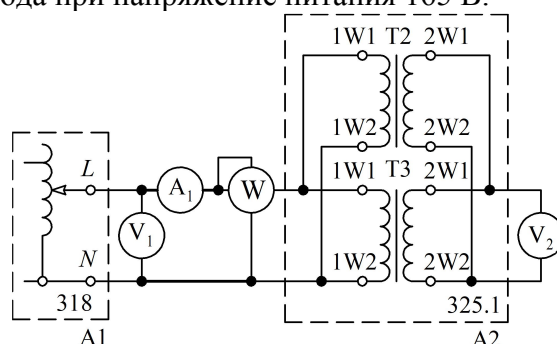 ода при напряжение питания 165 В.
1W1 T2 2W1
1W2 2W2
1W1 T3 2W1
L
A1 W
V1 V2
N
1W2 2W2
318 325.1
A1 A2